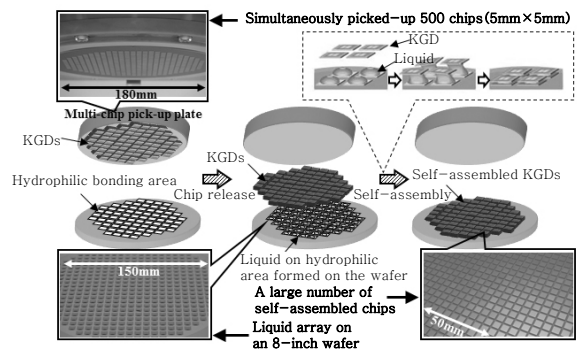 Simultaneously picked-up 500 chips(5mm×5mm)
KGD
Liquid
180mm
Multi-chip pick-up plate
KGDs
KGDs
Self-assembled KGDs
Hydrophilic bonding area
Chip release
Self-assembly
Liquid on hydrophilic
area formed on the wafer
150mm
A large number of
self-assembled chips
50mm
Liquid array on
an 8-inch wafer